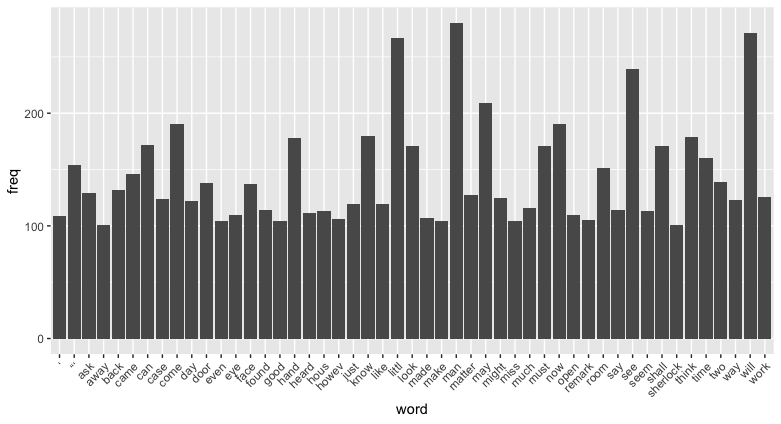 freq
200
100
0
ask
away
back
came
can
case
come
day
door
even
eye
face
found
good
hand
heard
hous
howev
just
know
like
littl
look
made
make
man
matter
may
might
miss
much
must
now
open
remark
room
say
see
seem
shall
sherlock
think
time
two
way
will
work
word